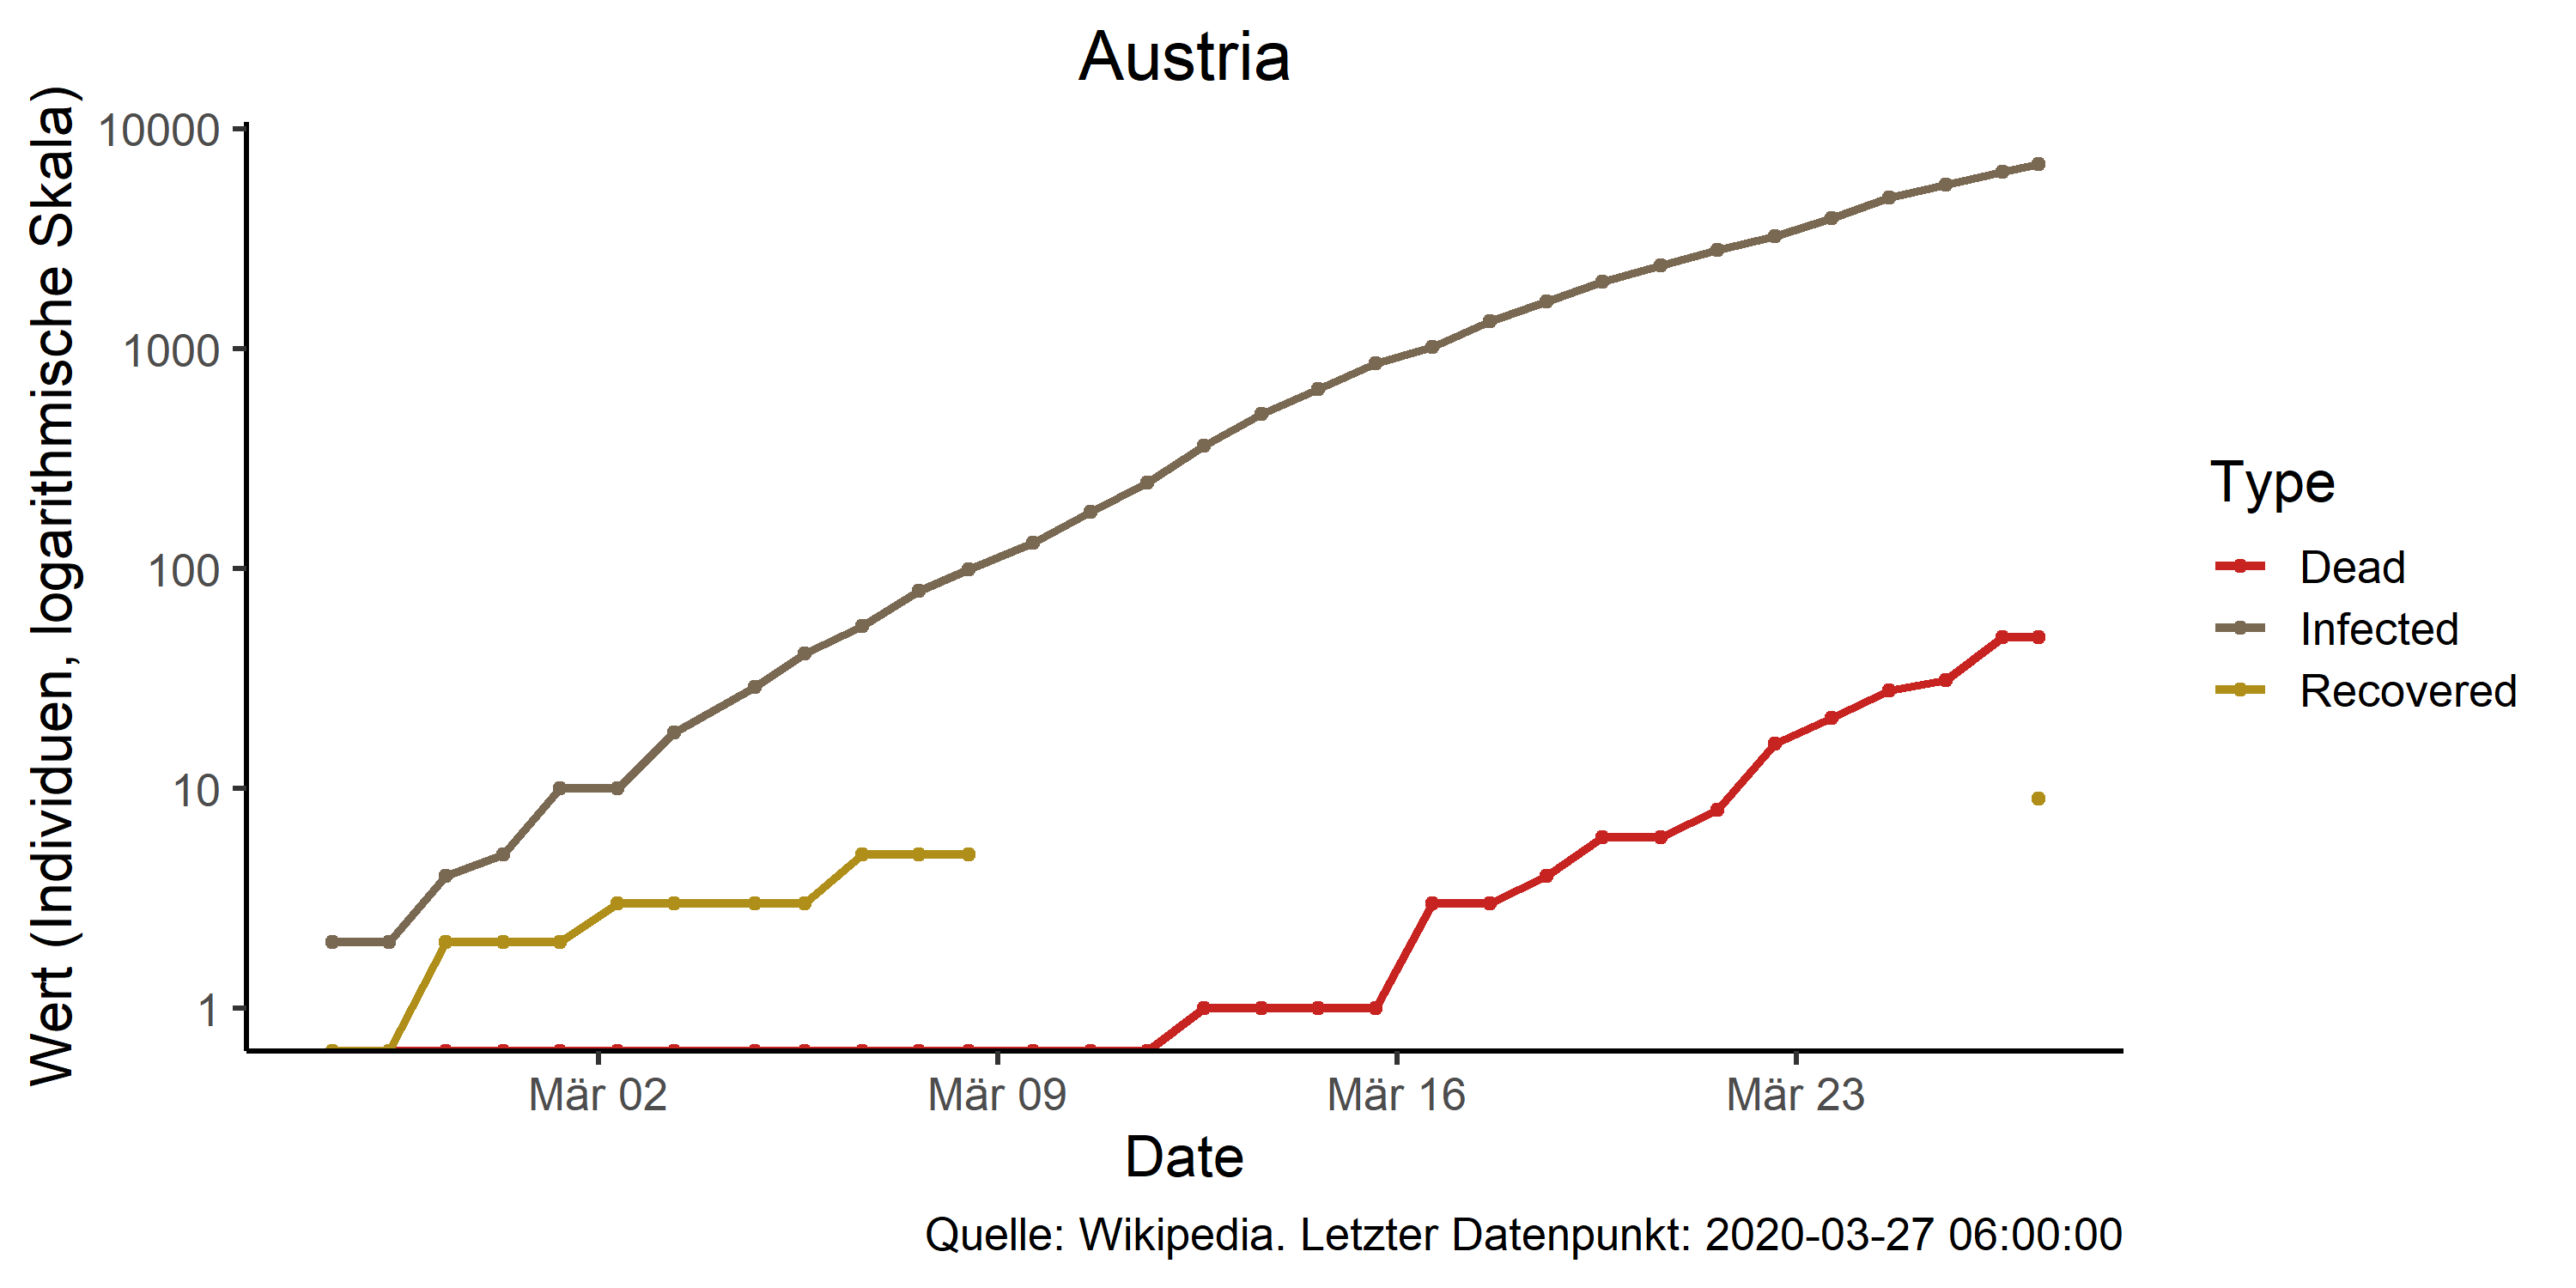 Austria
Wert (Individuen, logarithmische Skala)
10000
1000
100
10
1
Mär 02
Mär 09
Mär 16
Mär 23
Date
Type
Dead
Infected
Recovered
Quelle: Wikipedia. Letzter Datenpunkt: 2020-03-27 06:00:00